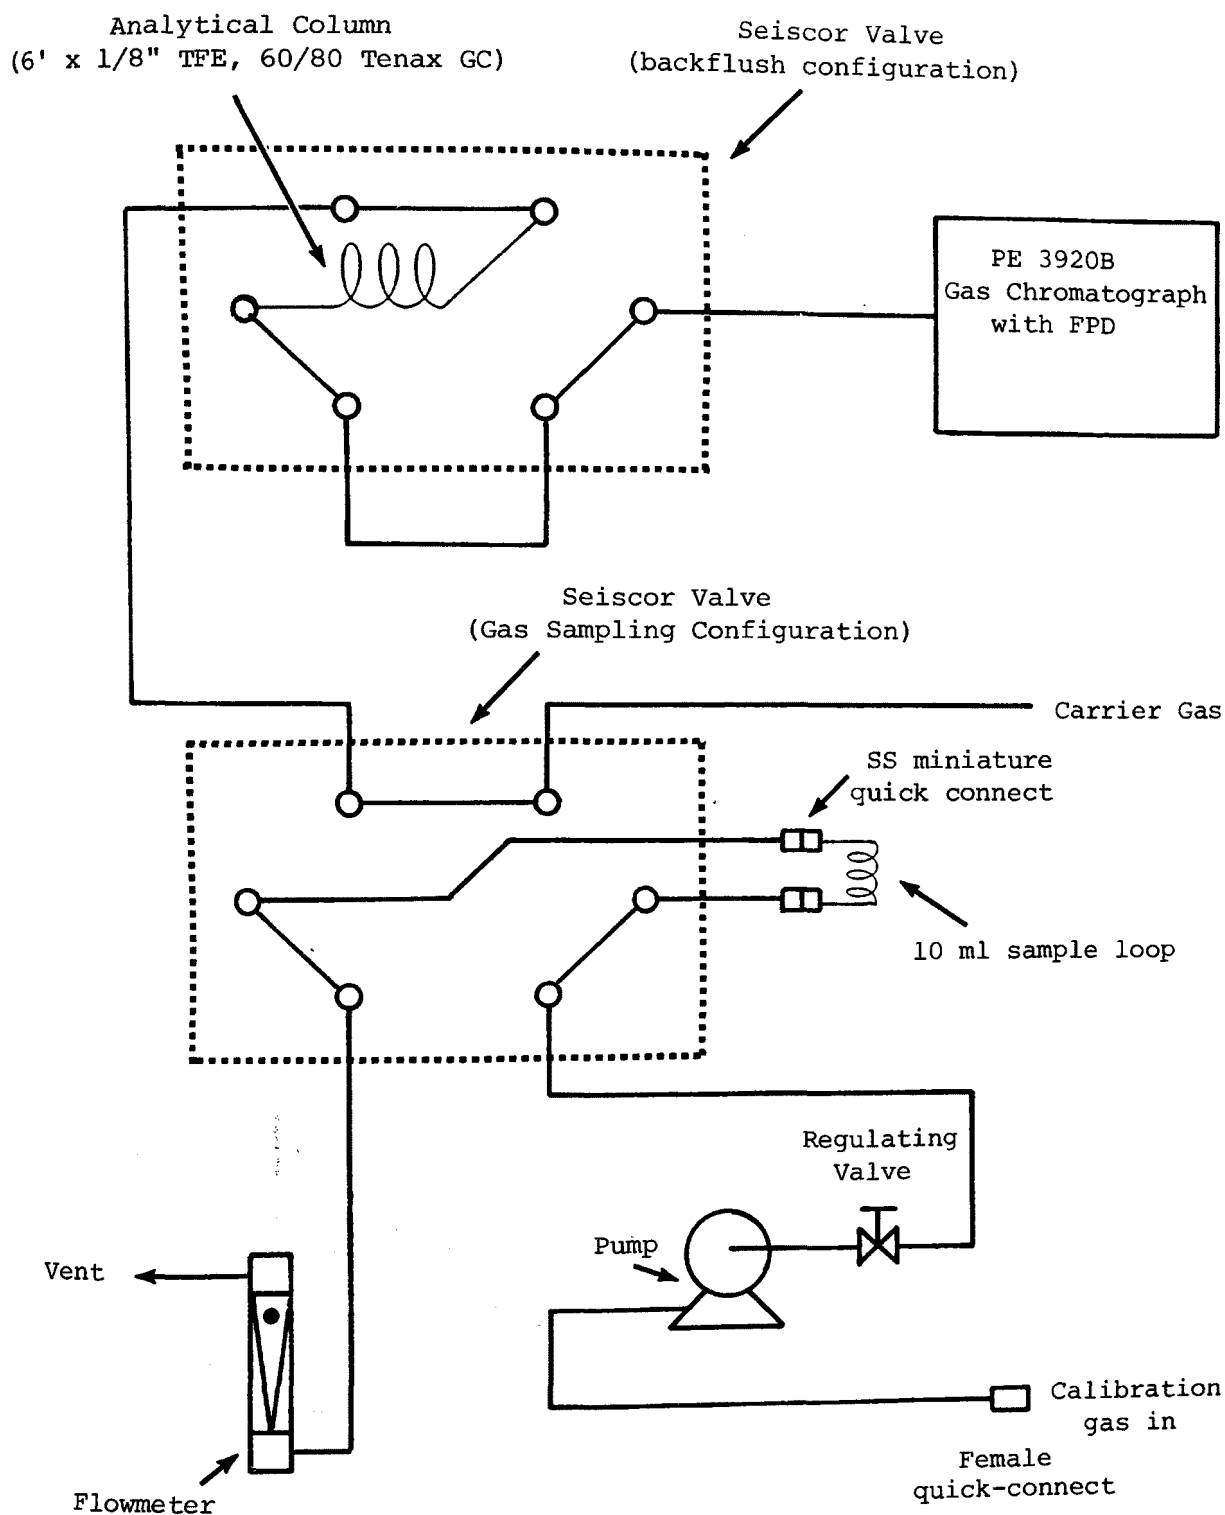 Analytical Column
(6' x 1/8" TFE, 60/80 Tenax GC)
Seiscor Valve
(backflush configuration)
PE 3920B
Gas Chromatograph
with FPD
Seiscor Valve
(Gas Sampling Configuration)
Carrier Gas
SS miniature
quick connect
10 ml sample loop
Regulating
Valve
Pump
Vent
Calibration
gas in
Female
quick-connect
Flowmeter